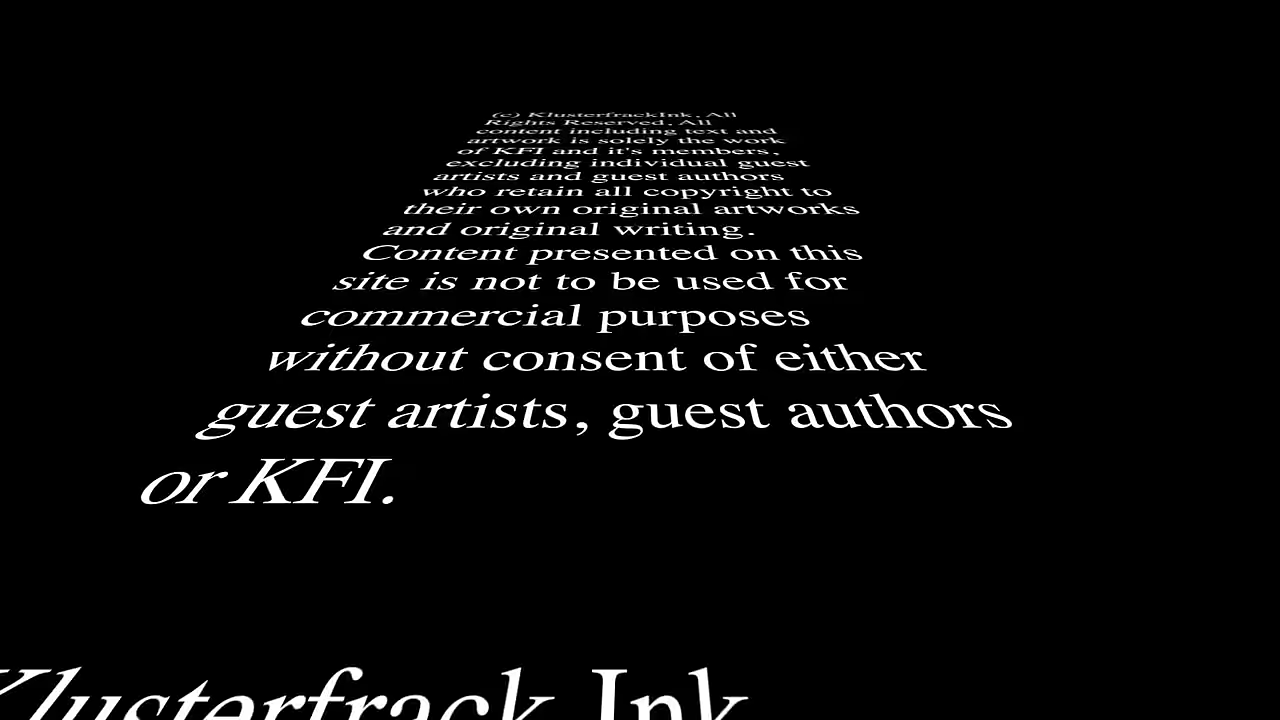 (c) KlusterfrackInk, All
Rights Reserved. All
content including text and
artwork is solely the work
of KFI and it's members,
excluding individual guest
artists and guest authors
who retain all copyright to
their own original artworks
and original writing.
Content presented on this
site is not to be used for
commercial purposes
without consent of either
guest artists, guest authors
or KFI.
Klusterfrack Ink